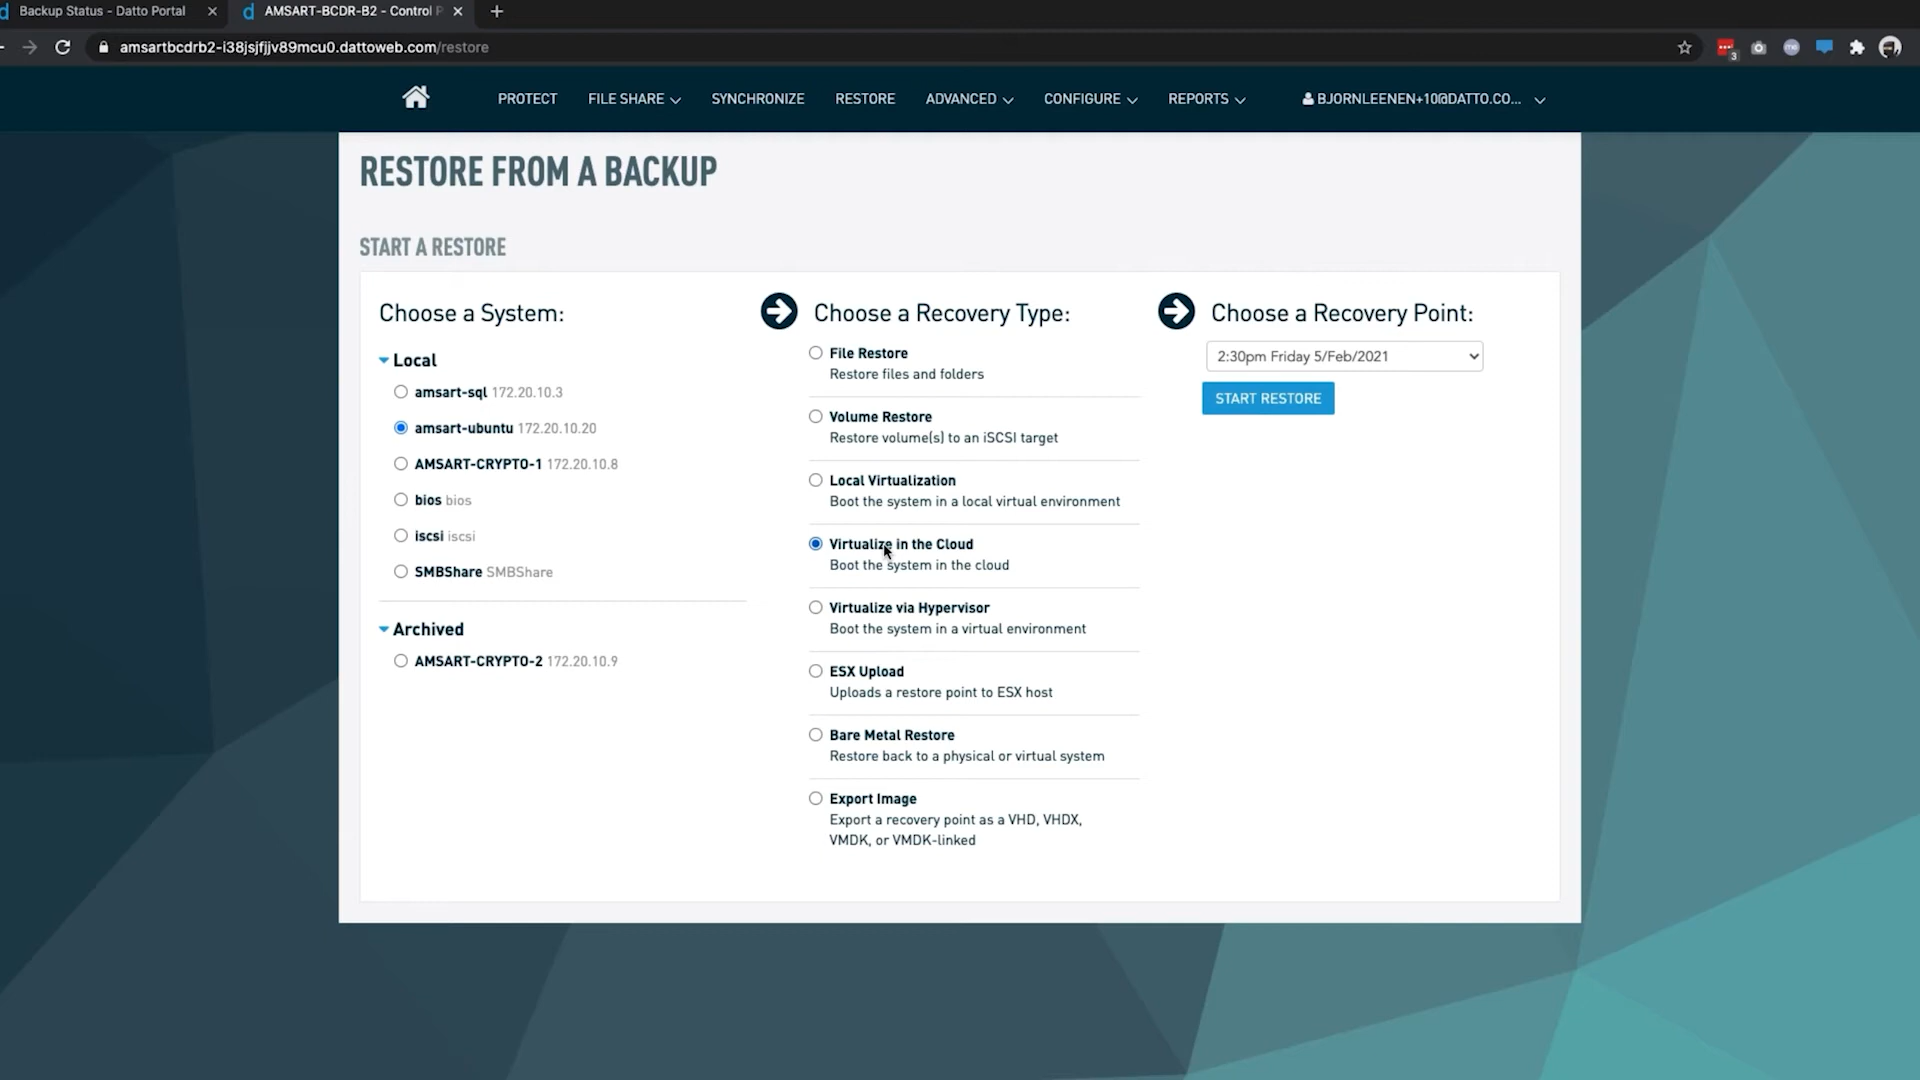 Backup Status - Datto Portal
AMSART-BCDR-B2 - Control P
amsartbcdrb2-i38jsjfjjv89mcu0.dattoweb.com/restore
3
PROTECT FILE SHARE SYNCHRONIZE RESTORE ADVANCED CONFIGURE REPORTS BJORNLEENEN+10@DATTO.CO...
RESTORE FROM A BACKUP
START A RESTORE
Choose a System:
Local
amsart-sql 172.20.10.3
amsart-ubuntu 172.20.10.20
AMSART-CRYPTO-1 172.20.10.8
bios bios
iscsi iscsi
SMBShare SMBShare
Archived
AMSART-CRYPTO-2 172.20.10.9
Choose a Recovery Type:
File Restore
Restore files and folders
Volume Restore
Restore volume(s) to an iSCSI target
Local Virtualization
Boot the system in a local virtual environment
Virtualize in the Cloud
Boot the system in the cloud
Virtualize via Hypervisor
Boot the system in a virtual environment
ESX Upload
Uploads a restore point to ESX host
Bare Metal Restore
Restore back to a physical or virtual system
Export Image
Export a recovery point as a VHD, VHDX,
VMDK, or VMDK-linked
Choose a Recovery Point:
2:30pm Friday 5/Feb/2021
START RESTORE